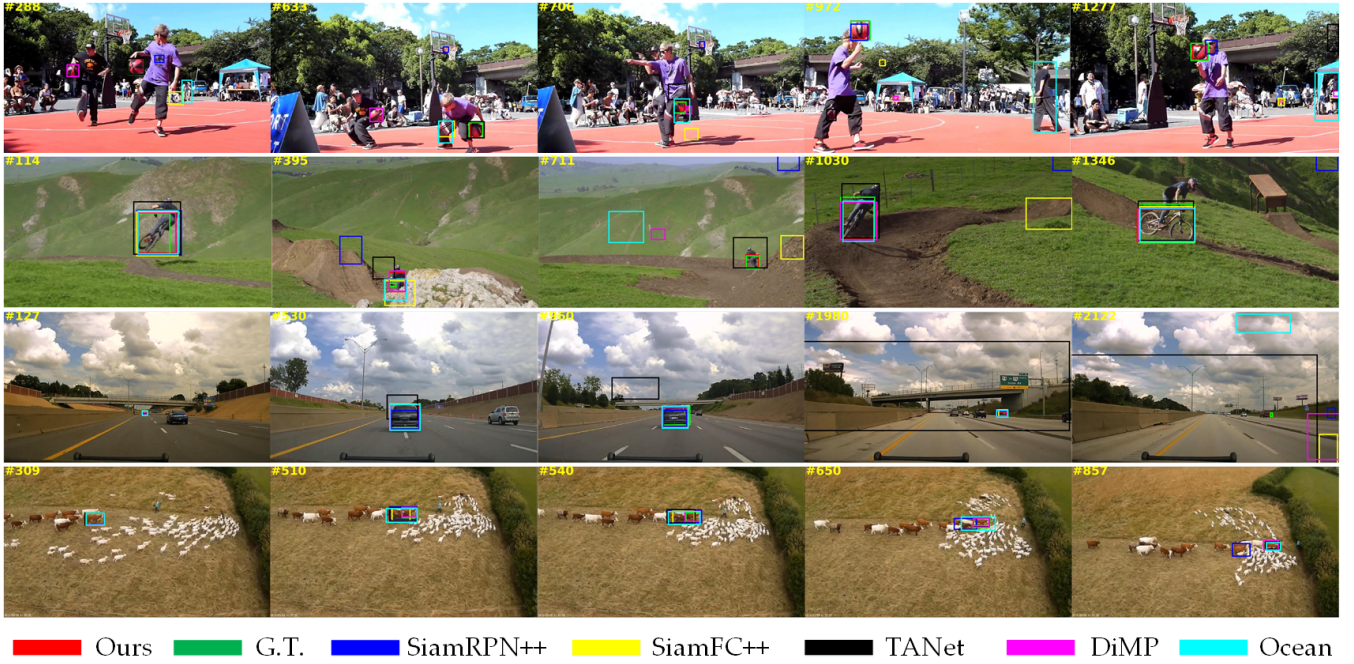 #288 #633 #706 #972 #1277
#114 #395 #711 #1030 #1346
#127 #530 #960 #1980 #2122
#309 #510 #540 #650 #857
Ours G.T. SiamRPN++ SiamFC++ TANet DiMP Ocean